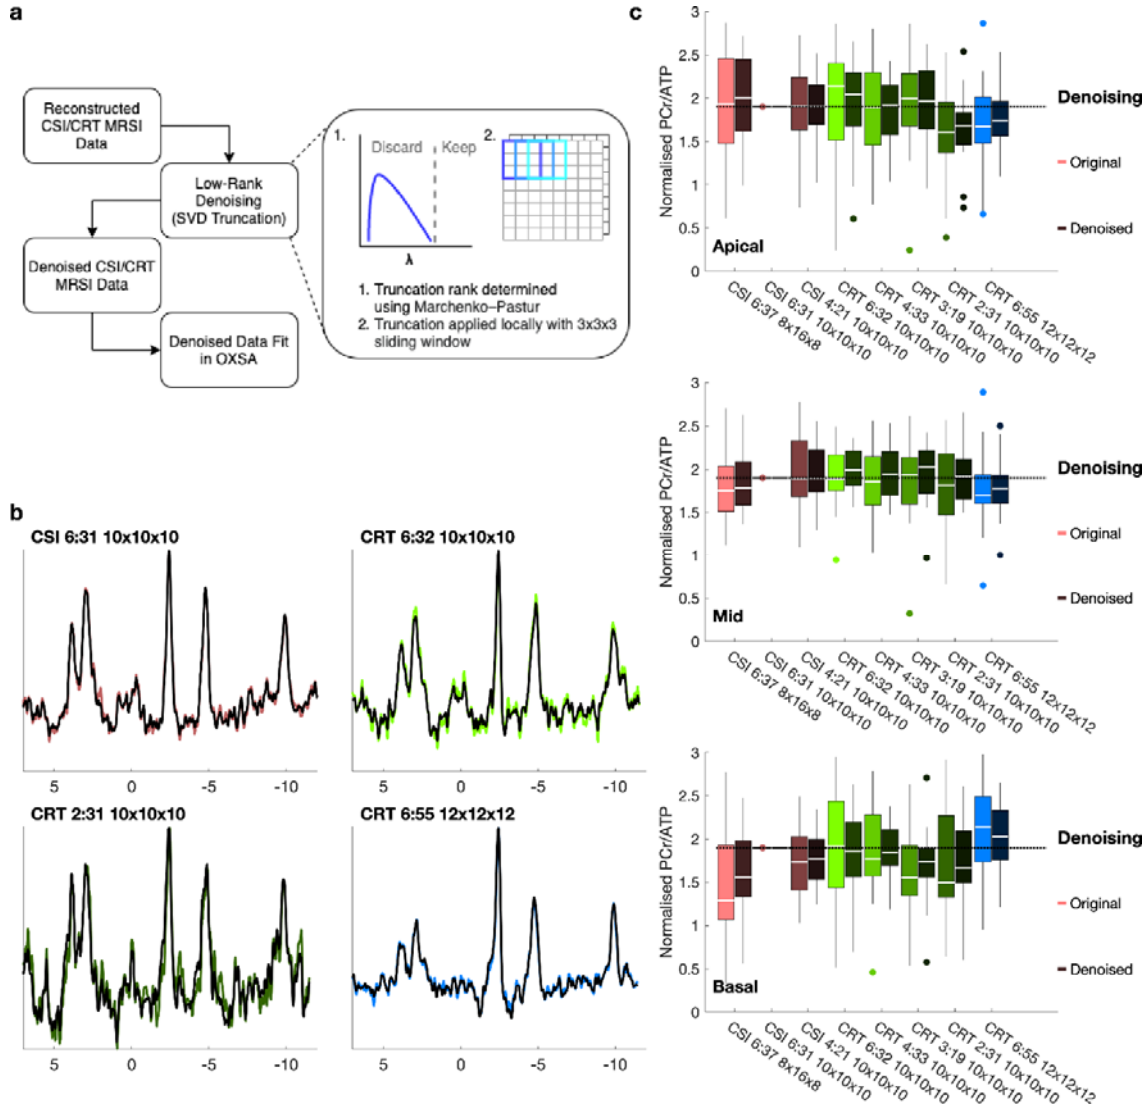 a
Reconstructed
CSI/CRT MRSI
Data
Low-Rank
Denoising
(SVD Truncation)
Denoised CSI/CRT
MRSI Data
Denoised Data Fit
in OXSA
1.
Discard
Keep
λ
2.
1. Truncation rank determined
using Marchenko–Pastur
2. Truncation applied locally with 3x3x3
sliding window
b
CSI 6:31 10x10x10
5
0
-5
-10
CRT 6:32 10x10x10
5
0
-5
-10
CRT 2:31 10x10x10
5
0
-5
-10
CRT 6:55 12x12x12
5
0
-5
-10
c
Normalised PCr/ATP
3
2.5
2
1.5
1
0.5
0
Apical
CSI 6:37 8x16x8
CSI 6:31 10x10x10
CSI 4:21 10x10x10
CRT 6:32 10x10x10
CRT 4:33 10x10x10
CRT 3:19 10x10x10
CRT 2:31 10x10x10
CRT 6:55 12x12x12
Denoising
Original
Denoised
Normalised PCr/ATP
3
2.5
2
1.5
1
0.5
0
Mid
CSI 6:37 8x16x8
CSI 6:31 10x10x10
CSI 4:21 10x10x10
CRT 6:32 10x10x10
CRT 4:33 10x10x10
CRT 3:19 10x10x10
CRT 2:31 10x10x10
CRT 6:55 12x12x12
Denoising
Original
Denoised
Normalised PCr/ATP
3
2.5
2
1.5
1
0.5
0
Basal
CSI 6:37 8x16x8
CSI 6:31 10x10x10
CSI 4:21 10x10x10
CRT 6:32 10x10x10
CRT 4:33 10x10x10
CRT 3:19 10x10x10
CRT 2:31 10x10x10
CRT 6:55 12x12x12
Denoising
Original
Denoised